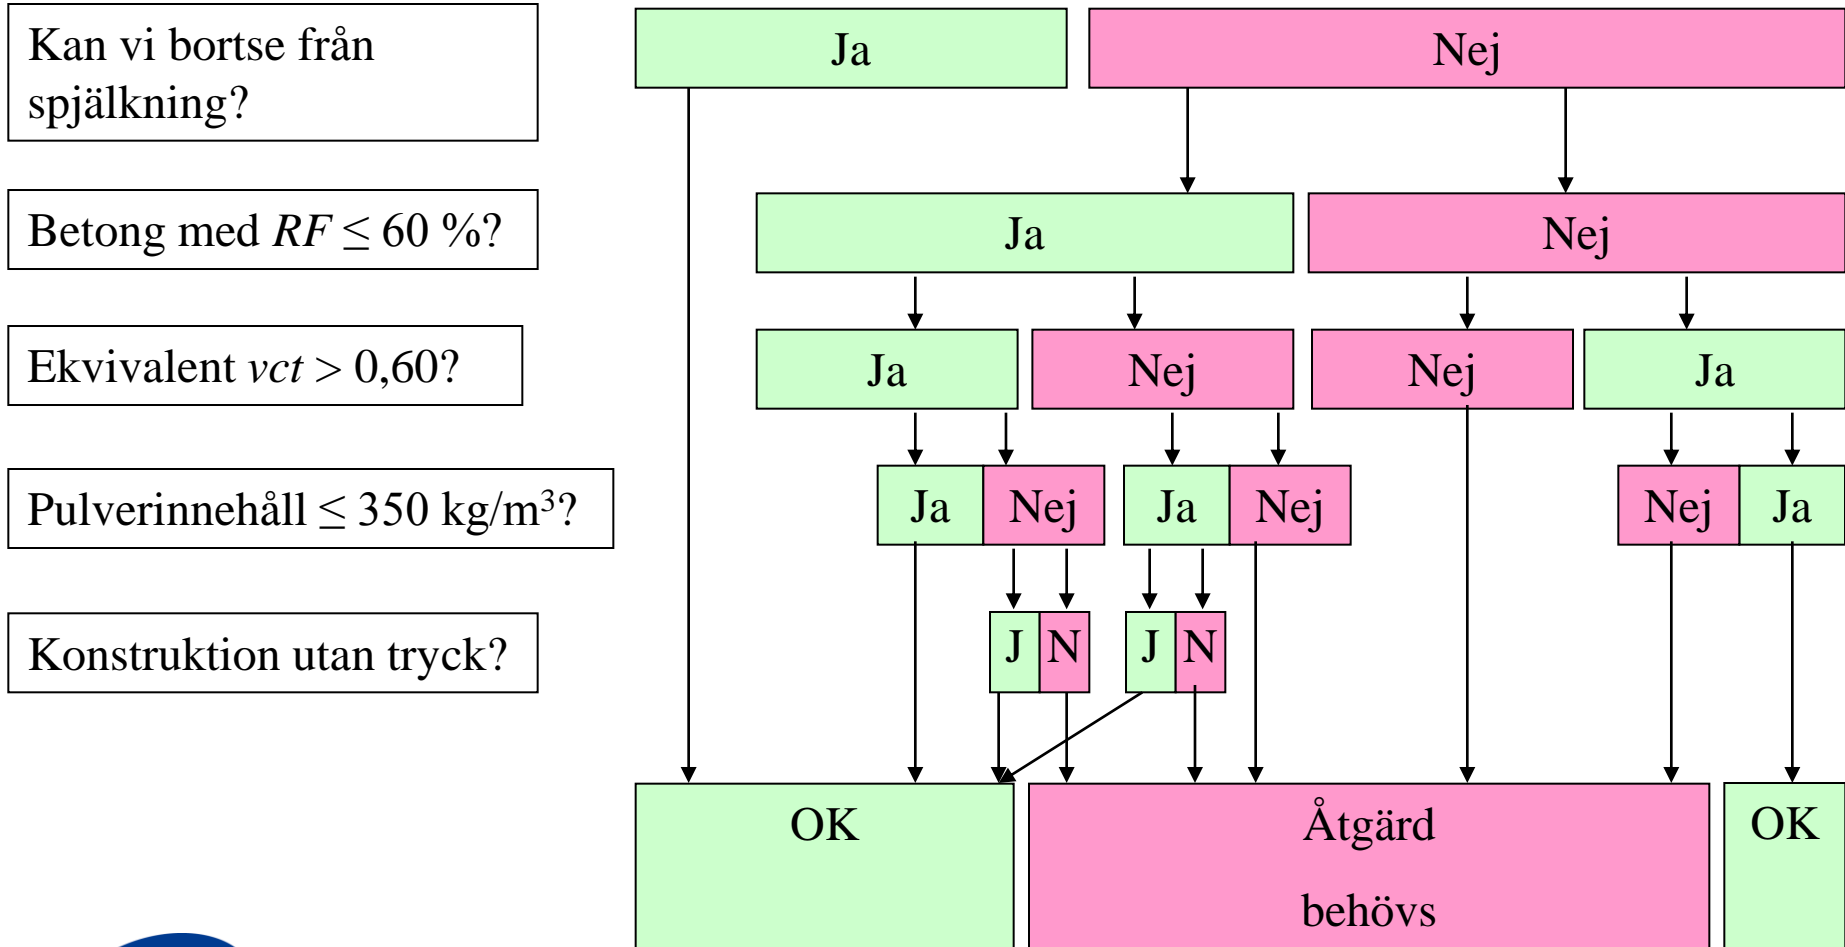 Kan vi bortse från
spjälkning?
Ja
Nej
Betong med RF ≤ 60 %?
Ja
Nej
Ekvivalent vct > 0,60?
Ja
Nej
Nej
Ja
Pulverinnehåll ≤ 350 kg/m³?
Ja
Nej
Ja
Nej
Nej
Ja
Konstruktion utan tryck?
J
N
J
N
OK
Åtgärd
behövs
OK